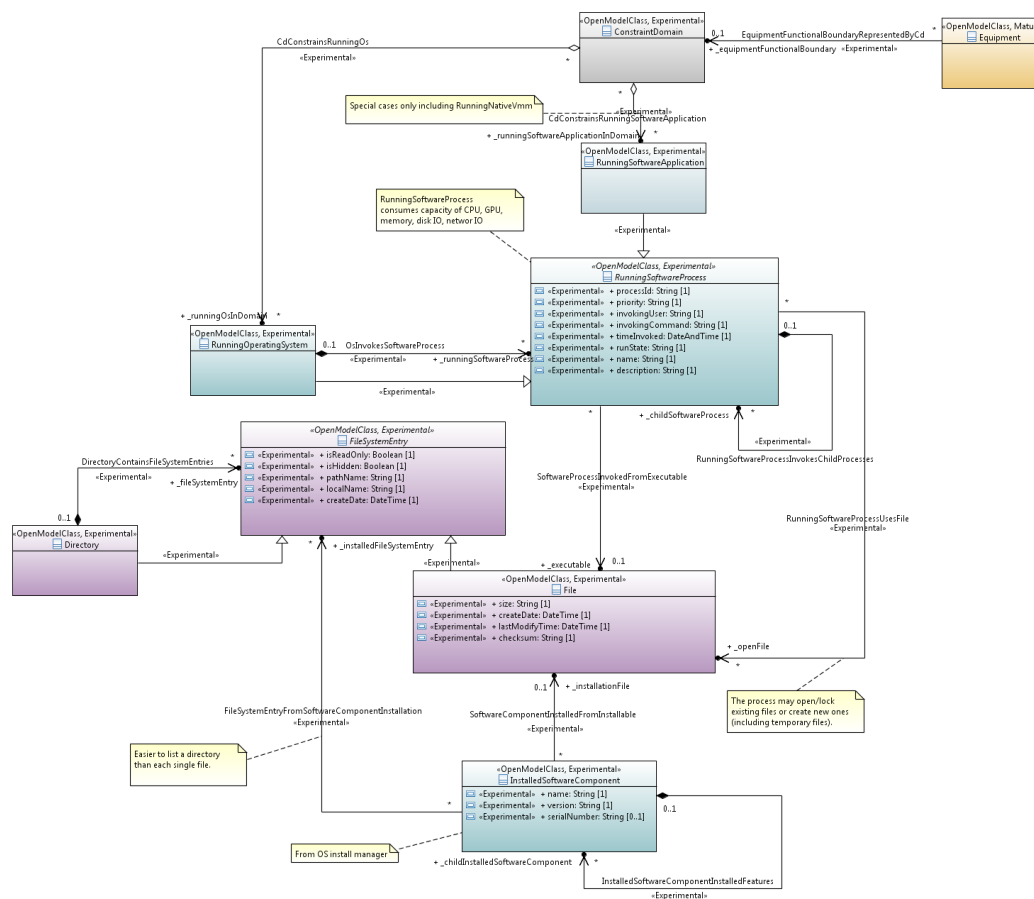 «OpenModelClass, Experimental»
ConstraintDomain
«OpenModelClass, Matu
Equipment
CdConstrainsRunningOs
«Experimental»
*
0..1
EquipmentFunctionalBoundaryRepresentedByCd
*
+ _equipmentFunctionalBoundary
«Experimental»
*
Special cases only including RunningNativeVmm
«Experimental»
CdConstrainsRunningSoftwareApplication
+ _runningSoftwareApplicationInDomain
*
«OpenModelClass, Experimental»
RunningSoftwareApplication
RunningSoftwareProcess
consumes capacity of CPU, GPU,
memory, disk IO, networ IO
«Experimental»
«OpenModelClass, Experimental»
RunningSoftwareProcess
«Experimental» + processId: String [1]
«Experimental» + priority: String [1]
«Experimental» + invokingUser: String [1]
«Experimental» + invokingCommand: String [1]
«Experimental» + timeInvoked: DateAndTime [1]
«Experimental» + runState: String [1]
«Experimental» + name: String [1]
«Experimental» + description: String [1]
*
0..1
+ _runningOsInDomain
*
«OpenModelClass, Experimental»
RunningOperatingSystem
0..1
OsInvokesSoftwareProcess
*
«Experimental»
+ _runningSoftwareProcess
«Experimental»
*
+ _childSoftwareProcess
*
«Experimental»
RunningSoftwareProcessInvokesChildProcesses
«OpenModelClass, Experimental»
FileSystemEntry
«Experimental» + isReadOnly: Boolean [1]
«Experimental» + isHidden: Boolean [1]
«Experimental» + pathName: String [1]
«Experimental» + localName: String [1]
«Experimental» + createDate: DateTime [1]
DirectoryContainsFileSystemEntries
*
«Experimental»
+ _fileSystemEntry
0..1
SoftwareProcessInvokedFromExecutable
«Experimental»
RunningSoftwareProcessUsesFile
«Experimental»
«OpenModelClass, Experimental»
Directory
«Experimental»
*
+ _installedFileSystemEntry
«Experimental»
+ _executable
0..1
«OpenModelClass, Experimental»
File
«Experimental» + size: String [1]
«Experimental» + createDate: DateTime [1]
«Experimental» + lastModifyTime: DateTime [1]
«Experimental» + checksum: String [1]
+ _openFile
*
0..1
+ _installationFile
The process may open/lock
existing files or create new ones
(including temporary files).
FileSystemEntryFromSoftwareComponentInstallation
«Experimental»
SoftwareComponentInstalledFromInstallable
«Experimental»
Easier to list a directory
than each single file.
*
«OpenModelClass, Experimental»
InstalledSoftwareComponent
«Experimental» + name: String [1]
«Experimental» + version: String [1]
«Experimental» + serialNumber: String [0..1]
*
0..1
From OS install manager
+ _childInstalledSoftwareComponent
*
InstalledSoftwareComponentInstalledFeatures
«Experimental»